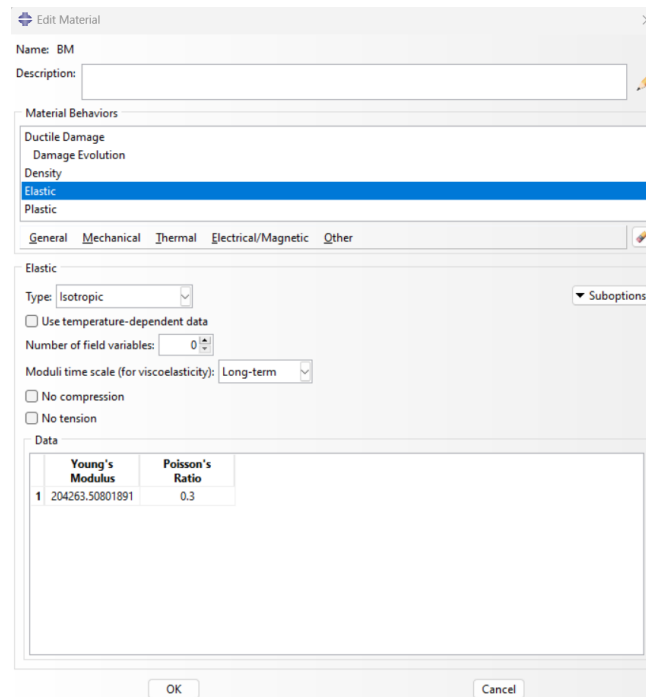 Edit Material
Name: BM
Description:
Material Behaviors
Ductile Damage
Damage Evolution
Density
Elastic
Plastic
General Mechanical Thermal Electrical/Magnetic Other
Elastic
Type: Isotropic
Suboptions
Use temperature-dependent data
Number of field variables: 0
Moduli time scale (for viscoelasticity): Long-term
No compression
No tension
Data
Young's Poisson's
Modulus Ratio
1 204263.50801891 0.3
OK Cancel